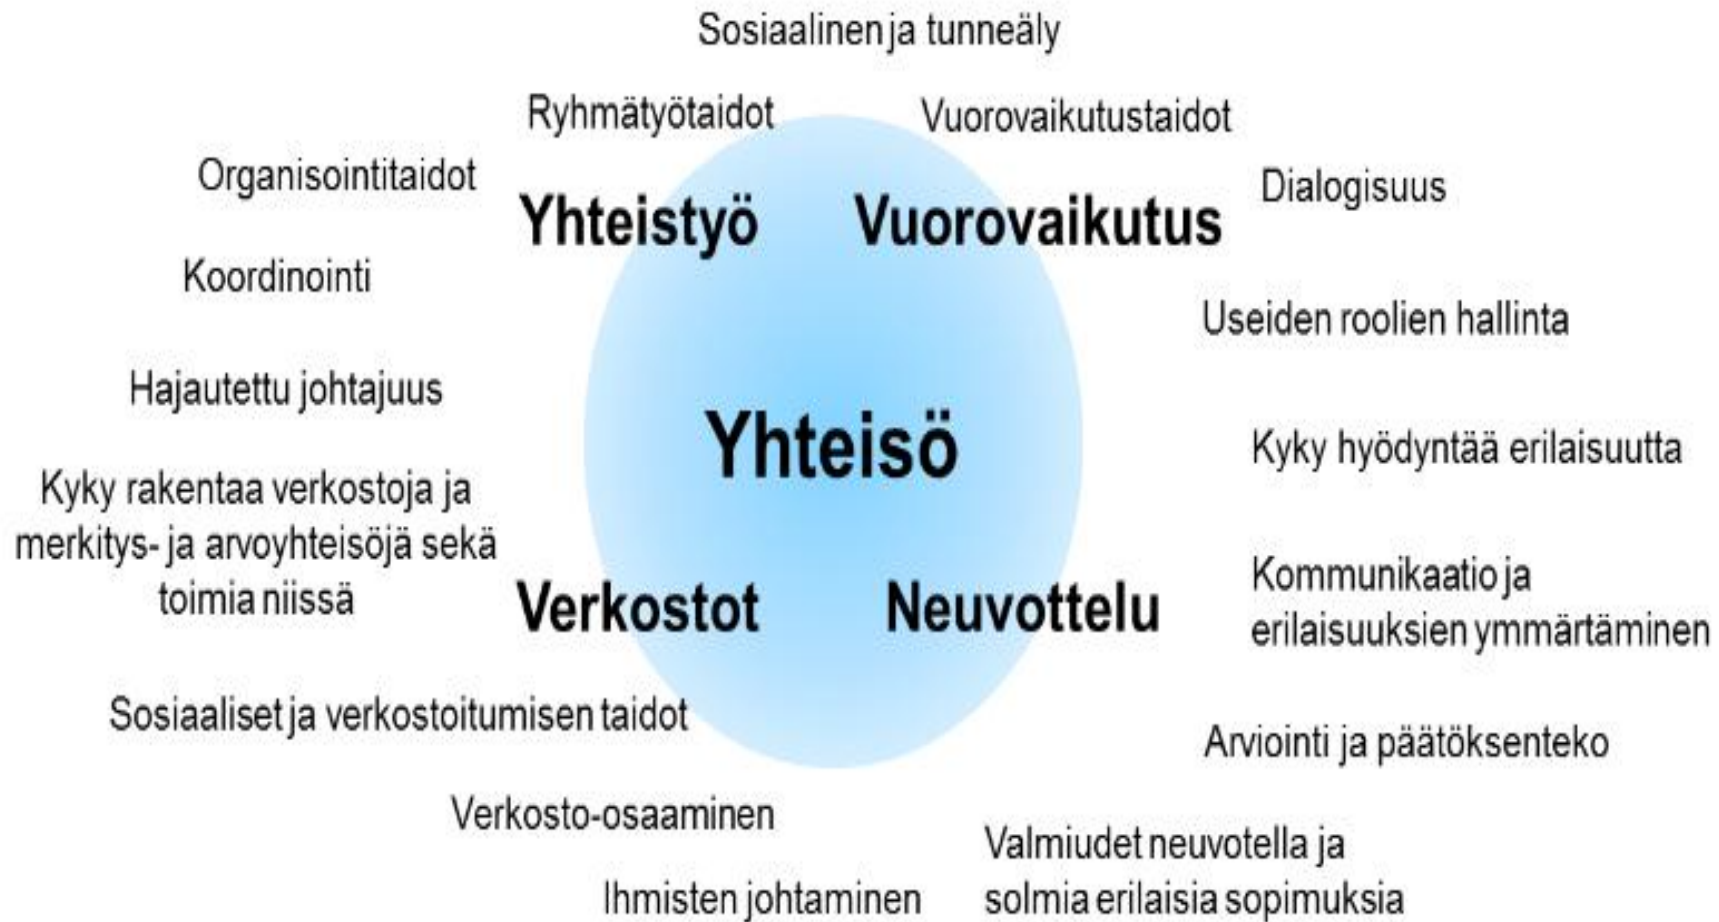 Sosiaalinen ja tunneäly
Ryhmätyötaidot
Vuorovaikutustaidot
Organisointitaidot
Dialogisuus
Yhteistyö
Vuorovaikutus
Koordinointi
Useiden roolien hallinta
Hajautettu johtajuus
Yhteisö
Kyky hyödyntää erilaisuutta
Kyky rakentaa verkostoja ja
merkitys- ja arvoyhteisöjä sekä
toimia niissä
Verkostot
Neuvottelu
Kommunikaatio ja
erilaisuuksien ymmärtäminen
Sosiaaliset ja verkostoitumisen taidot
Arviointi ja päätöksenteko
Verkosto-osaaminen
Valmiudet neuvotella ja
solmia erilaisia sopimuksia
Ihmisten johtaminen